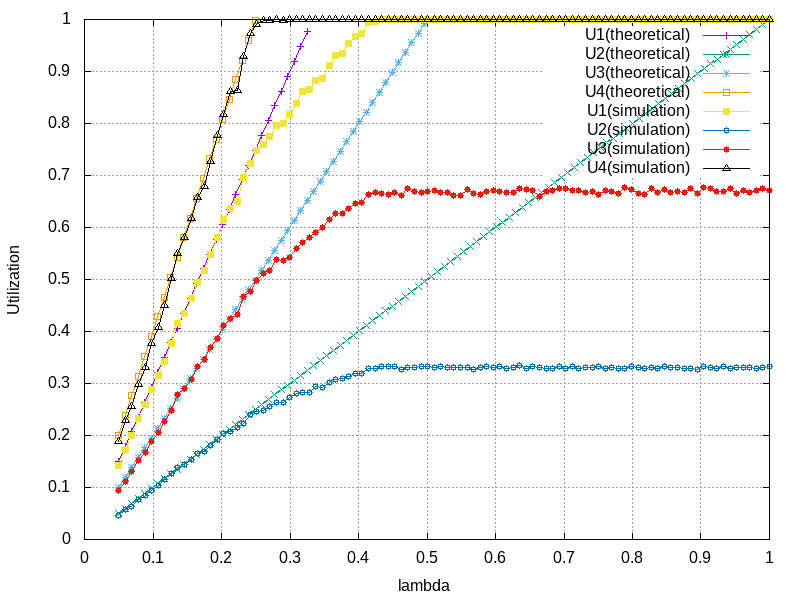 1
0.9
0.8
0.7
0.6
0.5
0.4
0.3
0.2
0.1
0
Utilization
U1(theoretical)
U2(theoretical)
U3(theoretical)
U4(theoretical)
U1(simulation)
U2(simulation)
U3(simulation)
U4(simulation)
0 0.1 0.2 0.3 0.4 0.5 0.6 0.7 0.8 0.9 1
lambda